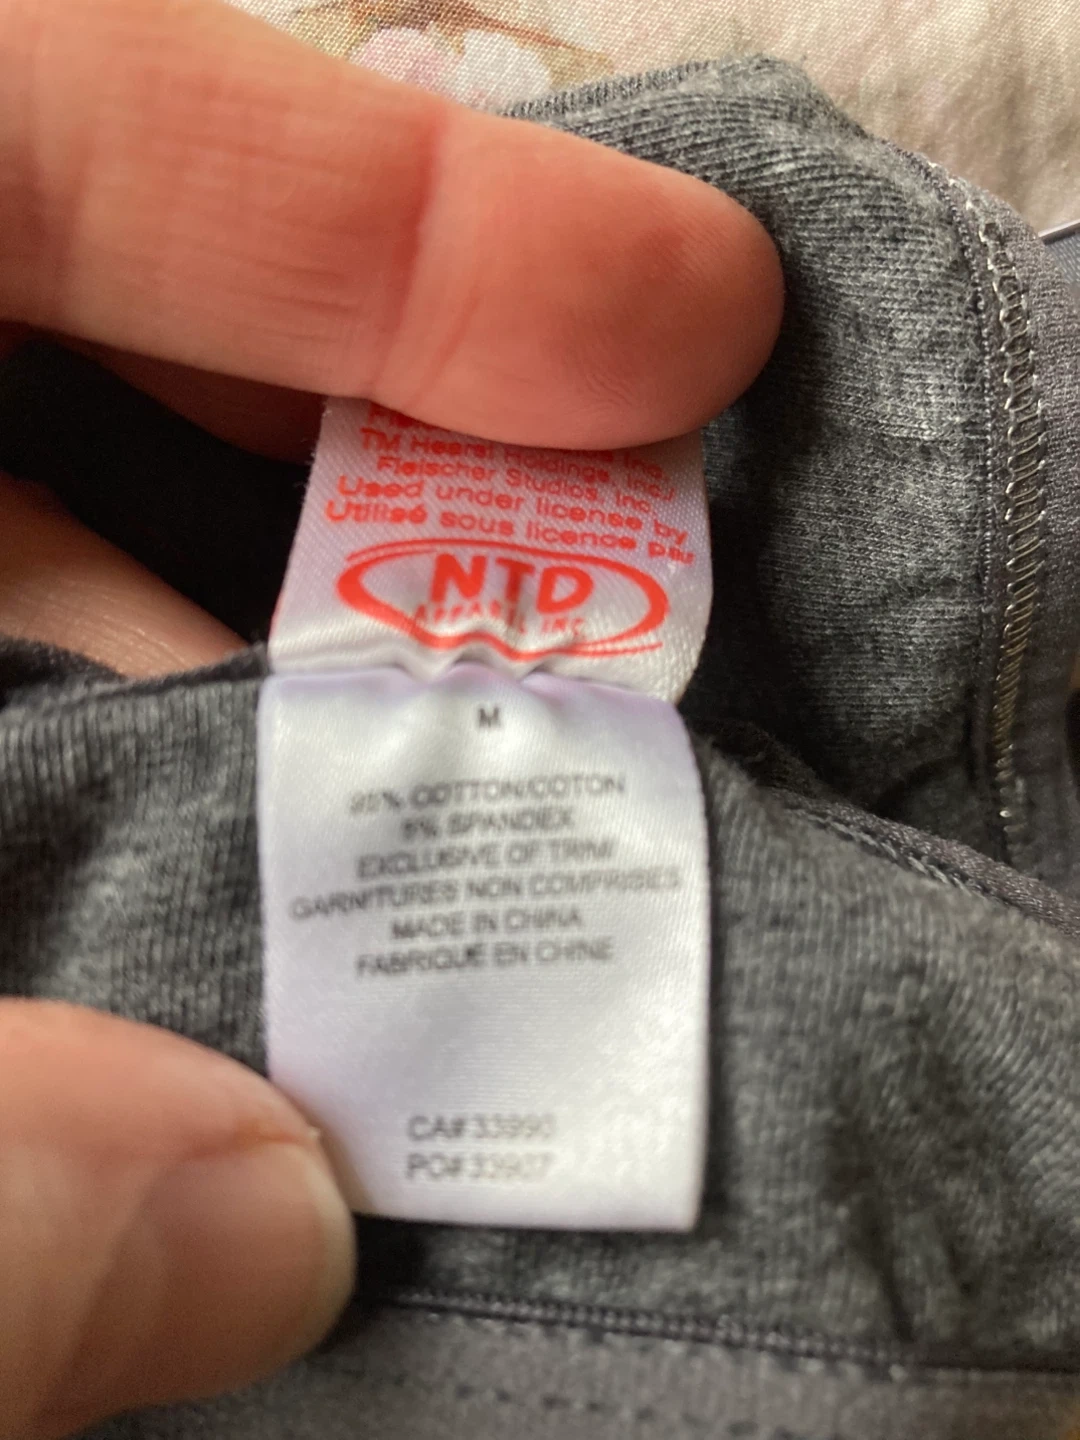 TM Hearst Holdings, Inc./
Fleischer Studios, Inc.
Used under license by
Utilisé sous licence par
NTD
APPAREL INC.
M
95% COTTON/COTON
5% SPANDEX
EXCLUSIVE OF TRIM/
GARNITURES NON COMPRISES
MADE IN CHINA
FABRIQUÉ EN CHINE
CA#33990
PO#33907